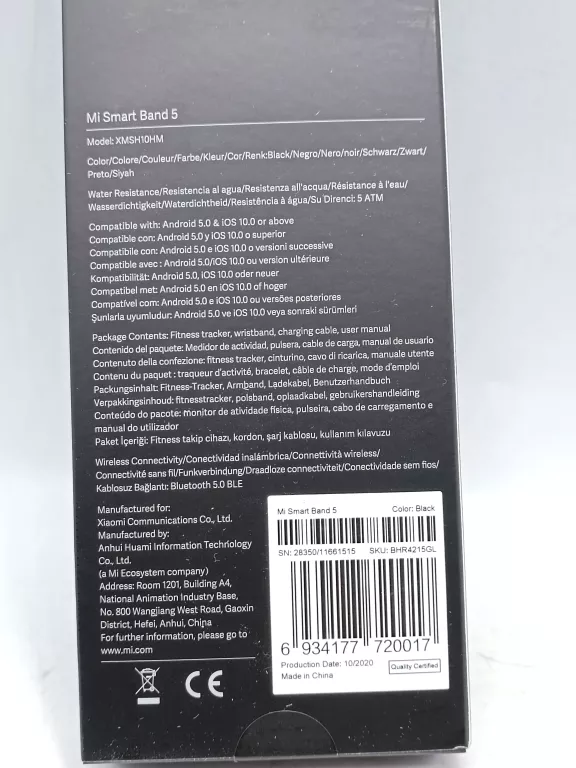 Mi Smart Band 5
Model: XMSH10HM
Color/Colore/Couleur/Farbe/Kleur/Cor/Renk:Black/Negro/Nero/noir/Schwarz/Zwart/
Preto/Siyah
Water Resistance/Resistencia al agua/Resistenza all'acqua/Résistance à l'eau/
Wasserdichtigkeit/Waterdichtheid/Resistência à água/Su Direnci: 5 ATM
Compatible with: Android 5.0 & iOS 10.0 or above
Compatible con: Android 5.0 y iOS 10.0 o superior
Compatibile con: Android 5.0 e iOS 10.0 o versioni successive
Compatible avec : Android 5.0/iOS 10.0 ou version ultérieure
Kompatibilität: Android 5.0, iOS 10.0 oder neuer
Compatibel met: Android 5.0 en iOS 10.0 of hoger
Compatível com: Android 5.0 e iOS 10.0 ou versões posteriores
Şunlarla uyumludur: Android 5.0 ve iOS 10.0 veya sonraki sürümleri
Package Contents: Fitness tracker, wristband, charging cable, user manual
Contenido del paquete: Medidor de actividad, pulsera, cable de carga, manual de usuario
Contenuto della confezione: fitness tracker, cinturino, cavo di ricarica, manuale utente
Contenu du paquet : traqueur d'activité, bracelet, câble de charge, mode d'emploi
Packungsinhalt: Fitness-Tracker, Armband, Ladekabel, Benutzerhandbuch
Verpakkingsinhoud: fitnesstracker, polsband, oplaadkabel, gebruikershandleiding
Conteúdo do pacote: monitor de atividade física, pulseira, cabo de carregamento e
manual do utilizador
Paket İçeriği: Fitness takip cihazı, kordon, şarj kablosu, kullanım kılavuzu
Wireless Connectivity/Conectividad inalámbrica/Connettività wireless/
Connectivité sans fil/Funkverbindung/Draadloze connectiviteit/Conectividade sem fios/
Kablosuz Bağlantı: Bluetooth 5.0 BLE
Manufactured for:
Xiaomi Communications Co., Ltd.
Manufactured by:
Anhui Huami Information Technology
Co., Ltd.
(a Mi Ecosystem company)
Address: Room 1201, Building A4,
National Animation Industry Base,
No. 800 Wangjiang West Road, Gaoxin
District, Hefei, Anhui, China
For further information, please go to
www.mi.com
Mi Smart Band 5 Color: Black
SN: 28350/11661515 SKU: BHR4215GL
6 934177 720017
Production Date: 10/2020
Quality Certified
Made in China
CE